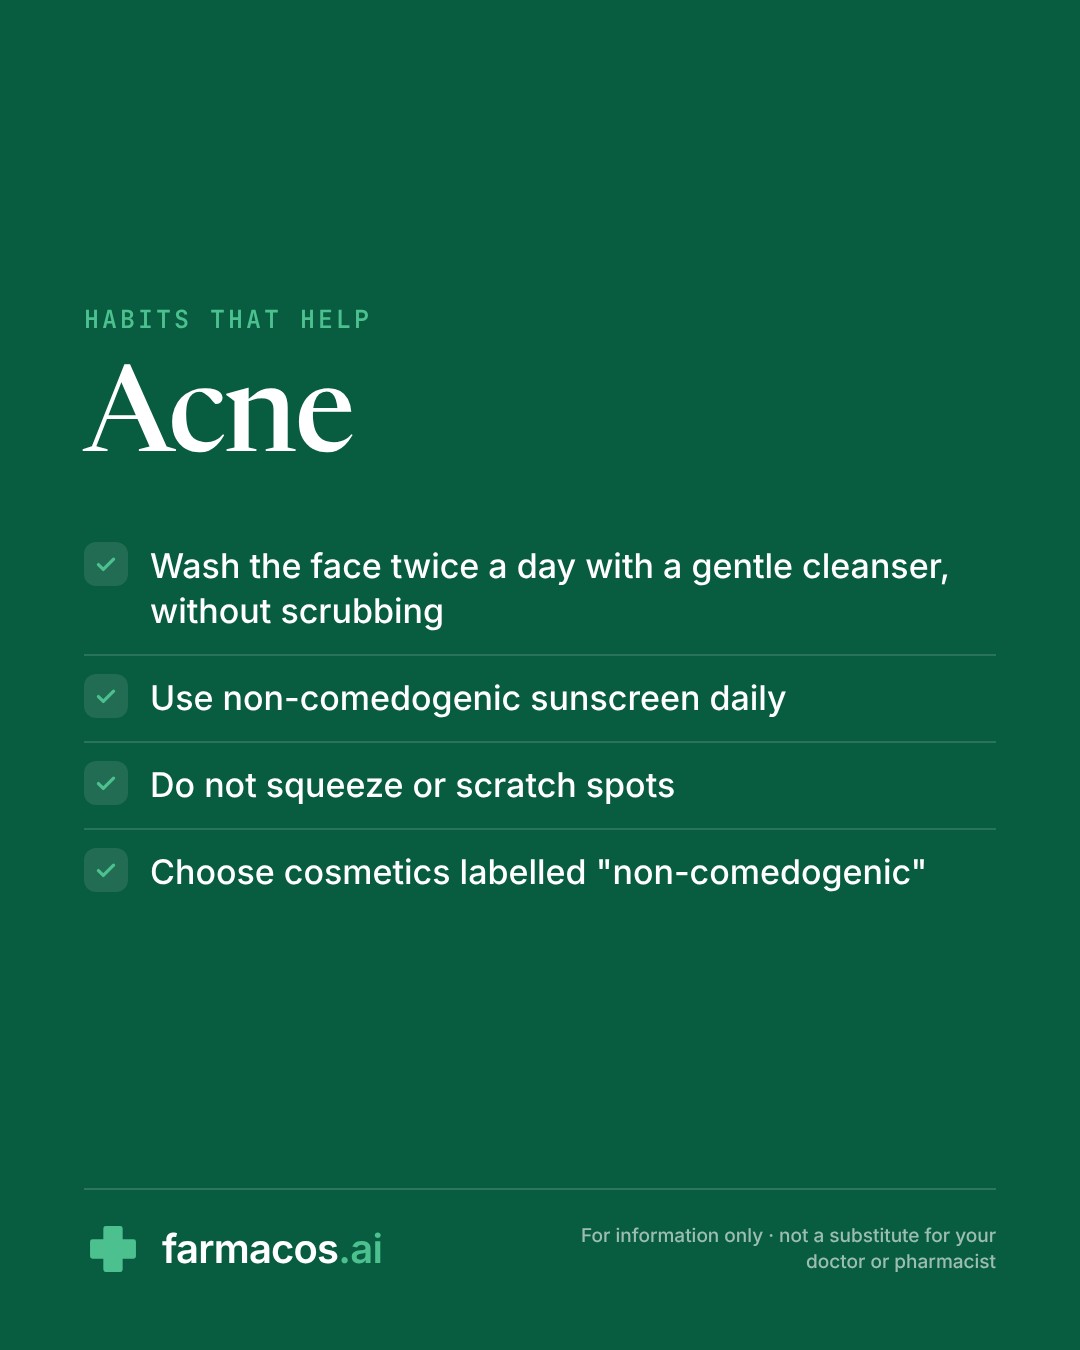 HABITS THAT HELP
Acne
Wash the face twice a day with a gentle cleanser,
without scrubbing
Use non-comedogenic sunscreen daily
Do not squeeze or scratch spots
Choose cosmetics labelled "non-comedogenic"
farmacos.ai
For information only · not a substitute for your
doctor or pharmacist